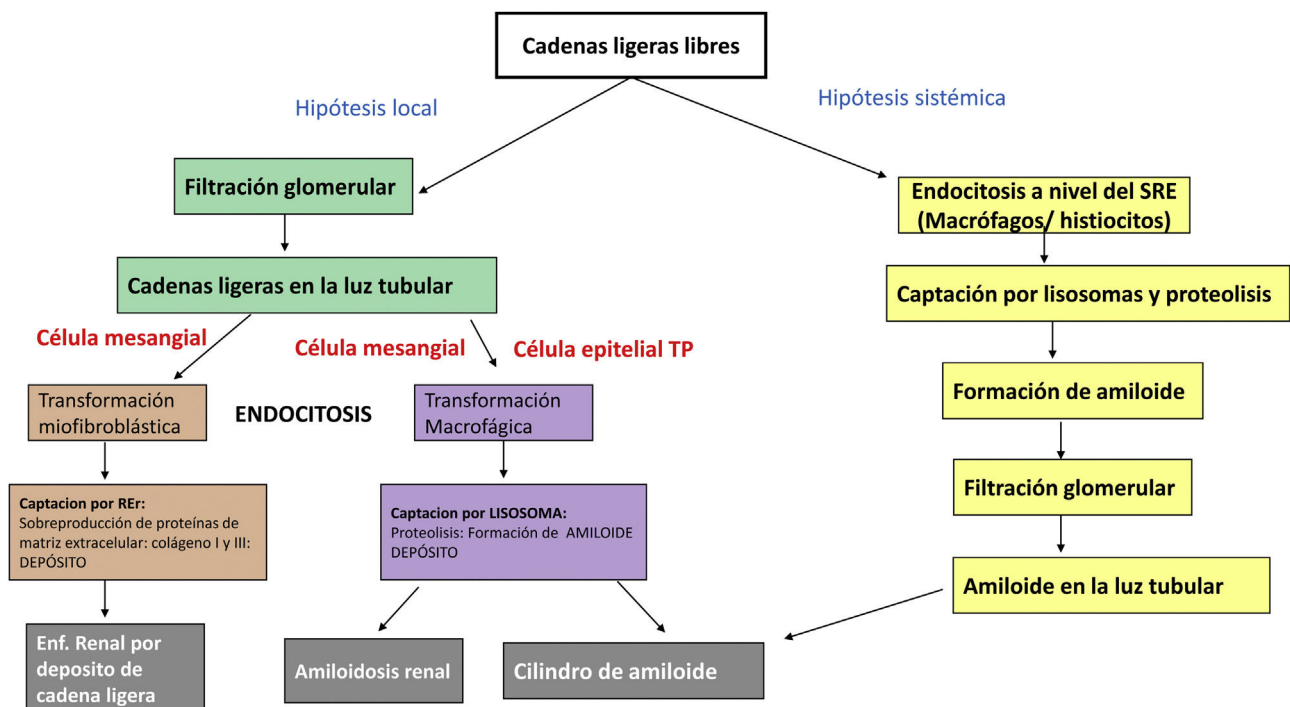 Cadenas ligeras libres
Hipótesis local
Hipótesis sistémica
Filtración glomerular
Endocitosis a nivel del SRE
(Macrófagos/ histiocitos)
Cadenas ligeras en la luz tubular
Captación por lisosomas y proteolisis
Célula mesangial
Célula mesangial
Célula epitelial TP
Transformación
miofibroblástica
ENDOCITOSIS
Transformación
Macrofágica
Formación de amiloide
Captacion por REr:
Sobreproducción de proteínas de
matriz extracelular: colágeno I y III:
DEPÓSITO
Captacion por LISOSOMA:
Proteolisis: Formación de AMILOIDE
DEPÓSITO
Filtración glomerular
Amiloide en la luz tubular
Enf. Renal por
deposito de
cadena ligera
Amiloidosis renal
Cilindro de amiloide